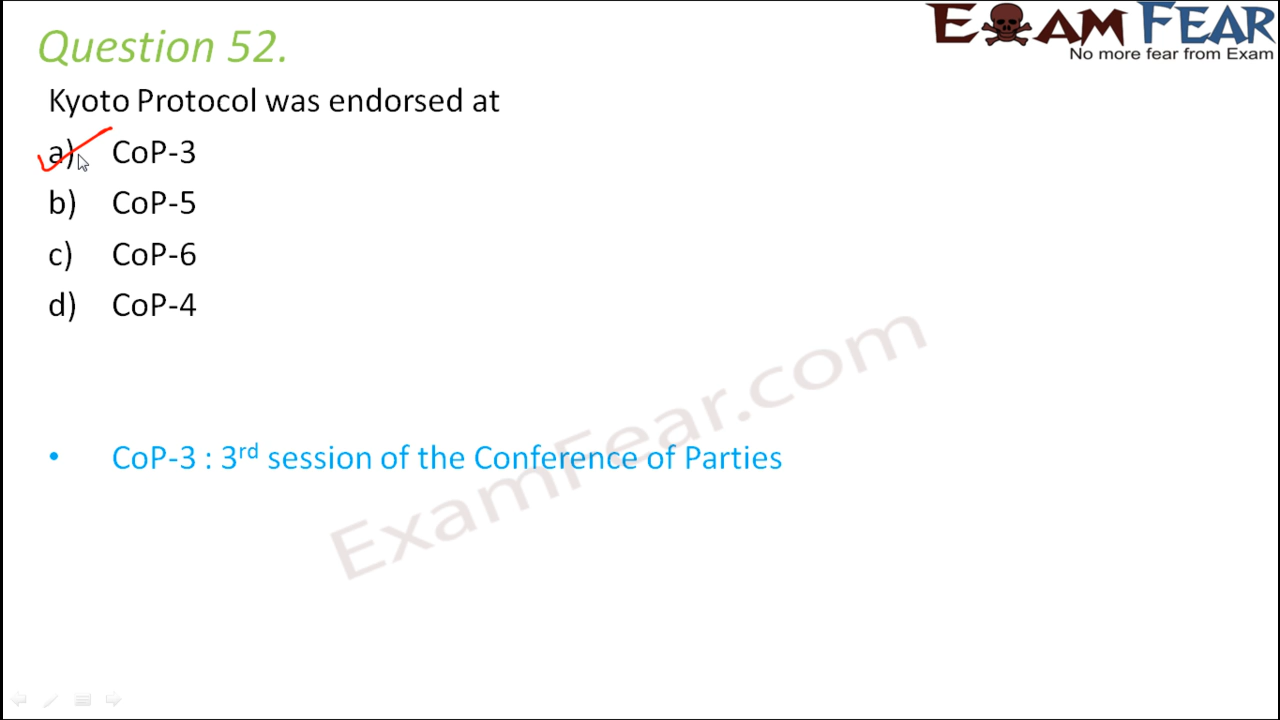 Question 52.
EXAM FEAR
No more fear from Exam
Kyoto Protocol was endorsed at
a) CoP-3
b) CoP-5
c) CoP-6
d) CoP-4
• CoP-3 : 3rd session of the Conference of Parties
ExamFear.com